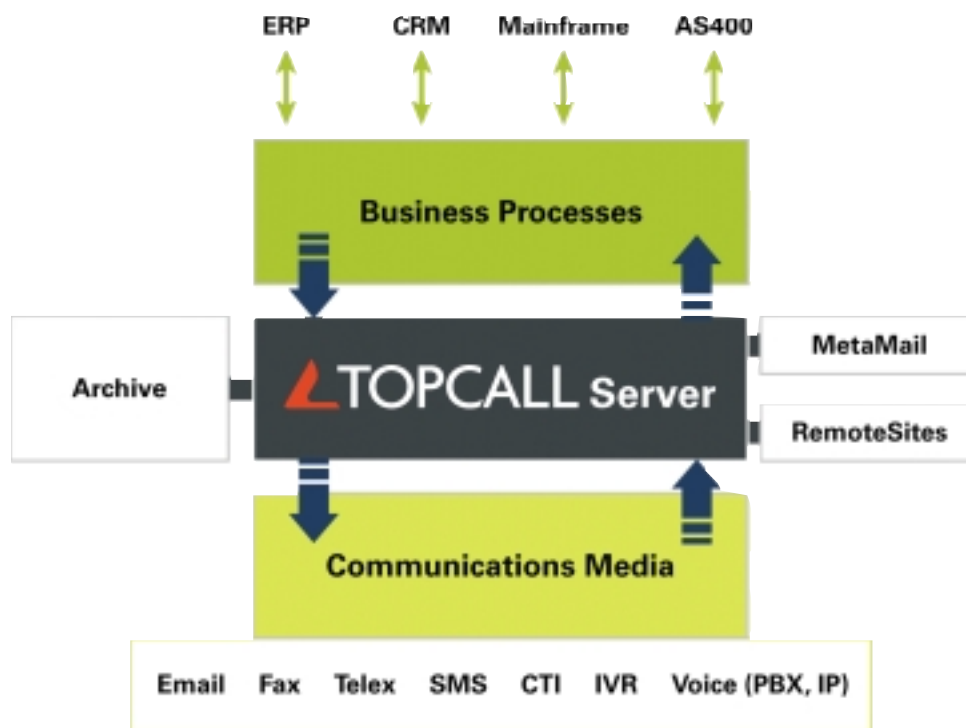 ERP CRM Mainframe AS400
Business Processes
TOPCALL Server
Archive
MetaMail
RemoteSites
Communications Media
Email Fax Telex SMS CTI IVR Voice (PBX, IP)